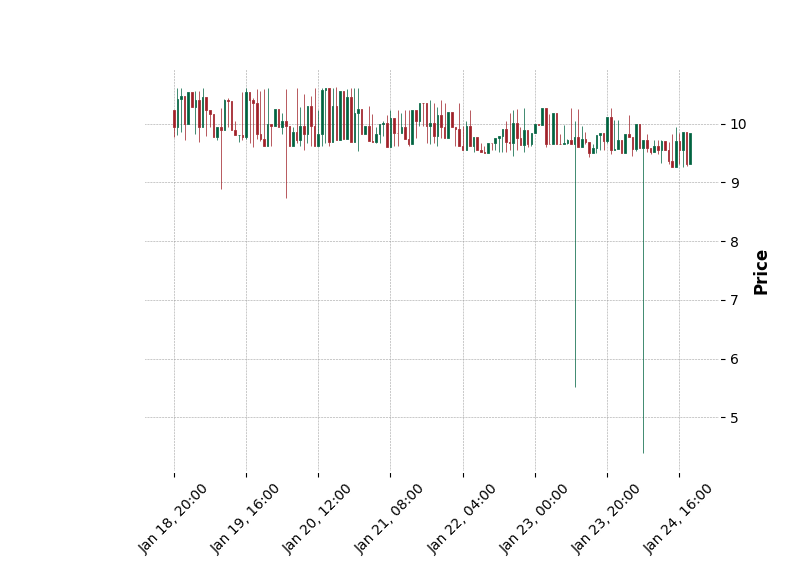 10
9
8
7
6
5
Price
Jan 18, 20:00
Jan 19, 16:00
Jan 20, 12:00
Jan 21, 08:00
Jan 22, 04:00
Jan 23, 00:00
Jan 23, 20:00
Jan 24, 16:00